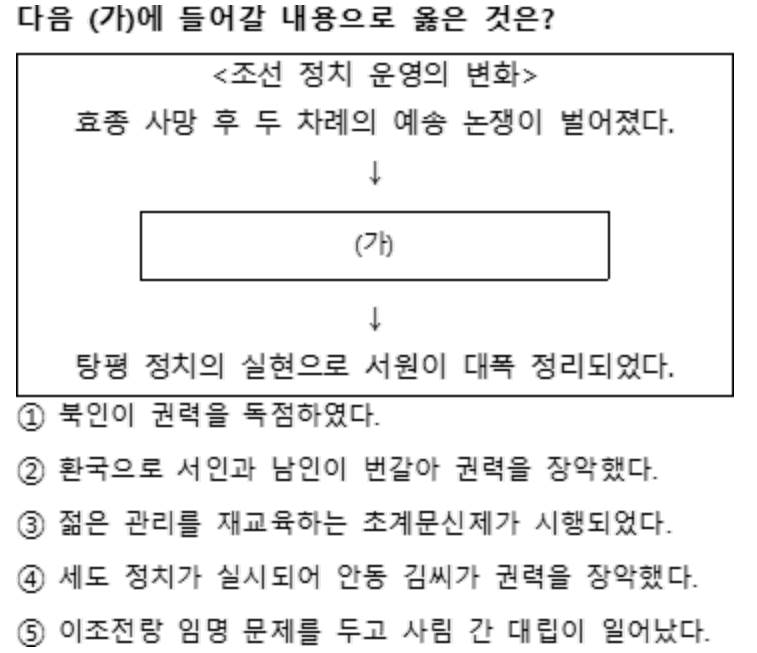 다음 (가)에 들어갈 내용으로 옳은 것은?
<조선 정치 운영의 변화>
효종 사망 후 두 차례의 예송 논쟁이 벌어졌다.
↓
(가)
↓
탕평 정치의 실현으로 서원이 대폭 정리되었다.
① 북인이 권력을 독점하였다.
② 환국으로 서인과 남인이 번갈아 권력을 장악했다.
③ 젊은 관리를 재교육하는 초계문신제가 시행되었다.
④ 세도 정치가 실시되어 안동 김씨가 권력을 장악했다.
⑤ 이조전랑 임명 문제를 두고 사림 간 대립이 일어났다.